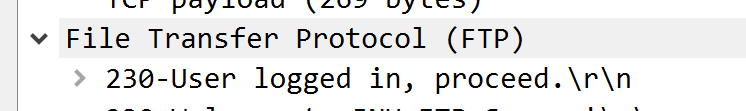 TCP payload (269 bytes)
File Transfer Protocol (FTP)
230-User logged in, proceed.\r\n